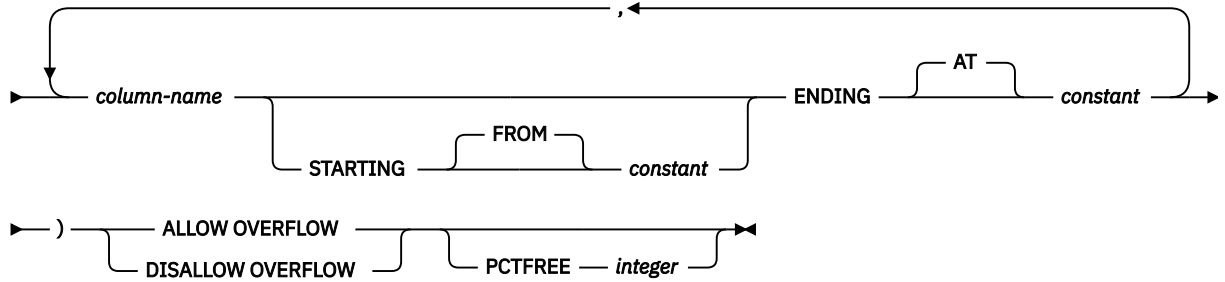 ,
AT
column-name ENDING constant
FROM
STARTING constant
) ALLOW OVERFLOW
DISALLOW OVERFLOW PCTFREE integer